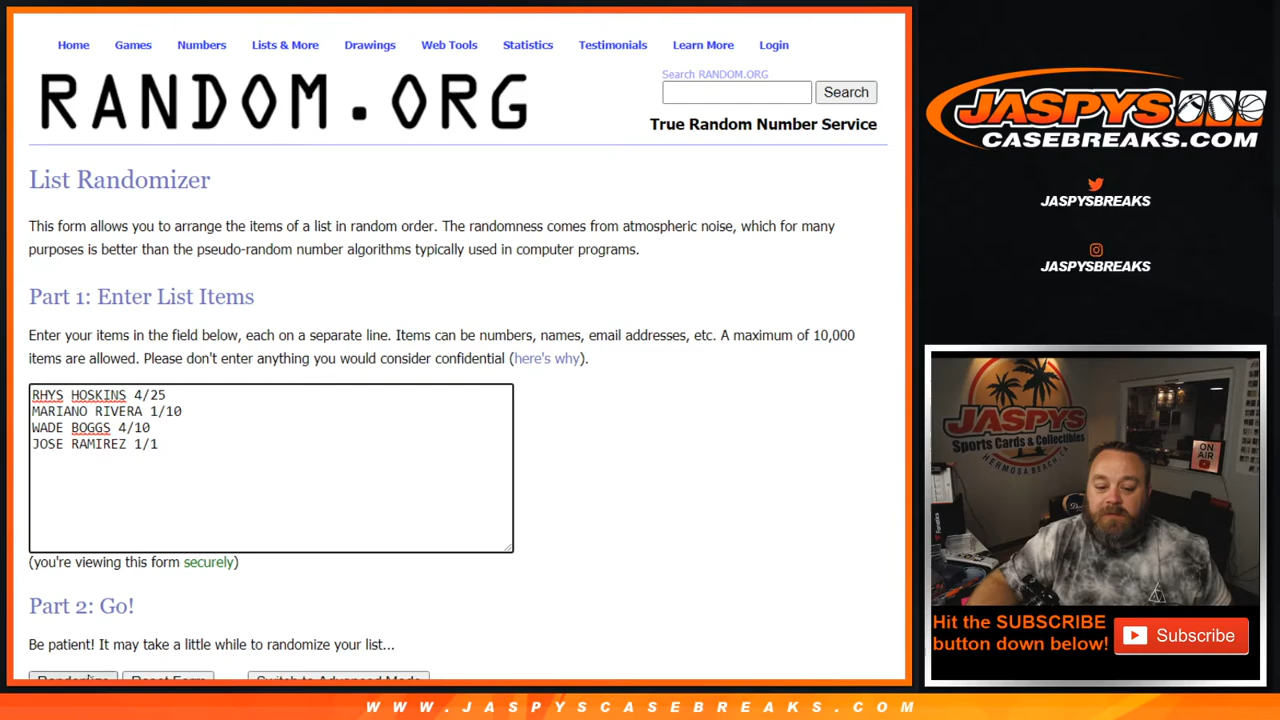 Home Games Numbers Lists & More Drawings Web Tools Statistics Testimonials Learn More Login
RANDOM.ORG
Search RANDOM.ORG
Search
True Random Number Service
List Randomizer
This form allows you to arrange the items of a list in random order. The randomness comes from atmospheric noise, which for many
purposes is better than the pseudo-random number algorithms typically used in computer programs.
Part 1: Enter List Items
Enter your items in the field below, each on a separate line. Items can be numbers, names, email addresses, etc. A maximum of 10,000
items are allowed. Please don't enter anything you would consider confidential (here's why).
RHYS HOSKINS 4/25
MARIANO RIVERA 1/10
WADE BOGGS 4/10
JOSE RAMIREZ 1/1
(you're viewing this form securely)
Part 2: Go!
Be patient! It may take a little while to randomize your list...
Randomize Reset Form Switch to Advanced Mode
JASPYS
CASEBREAKS.COM
JASPYSBREAKS
JASPYSBREAKS
JASPYS
Sports Cards & Collectibles
HERMOSA BEACH, CA
ON
AIR
Hit the SUBSCRIBE
button down below!
Subscribe
WWW.JASPYSCASEBREAKS.COM